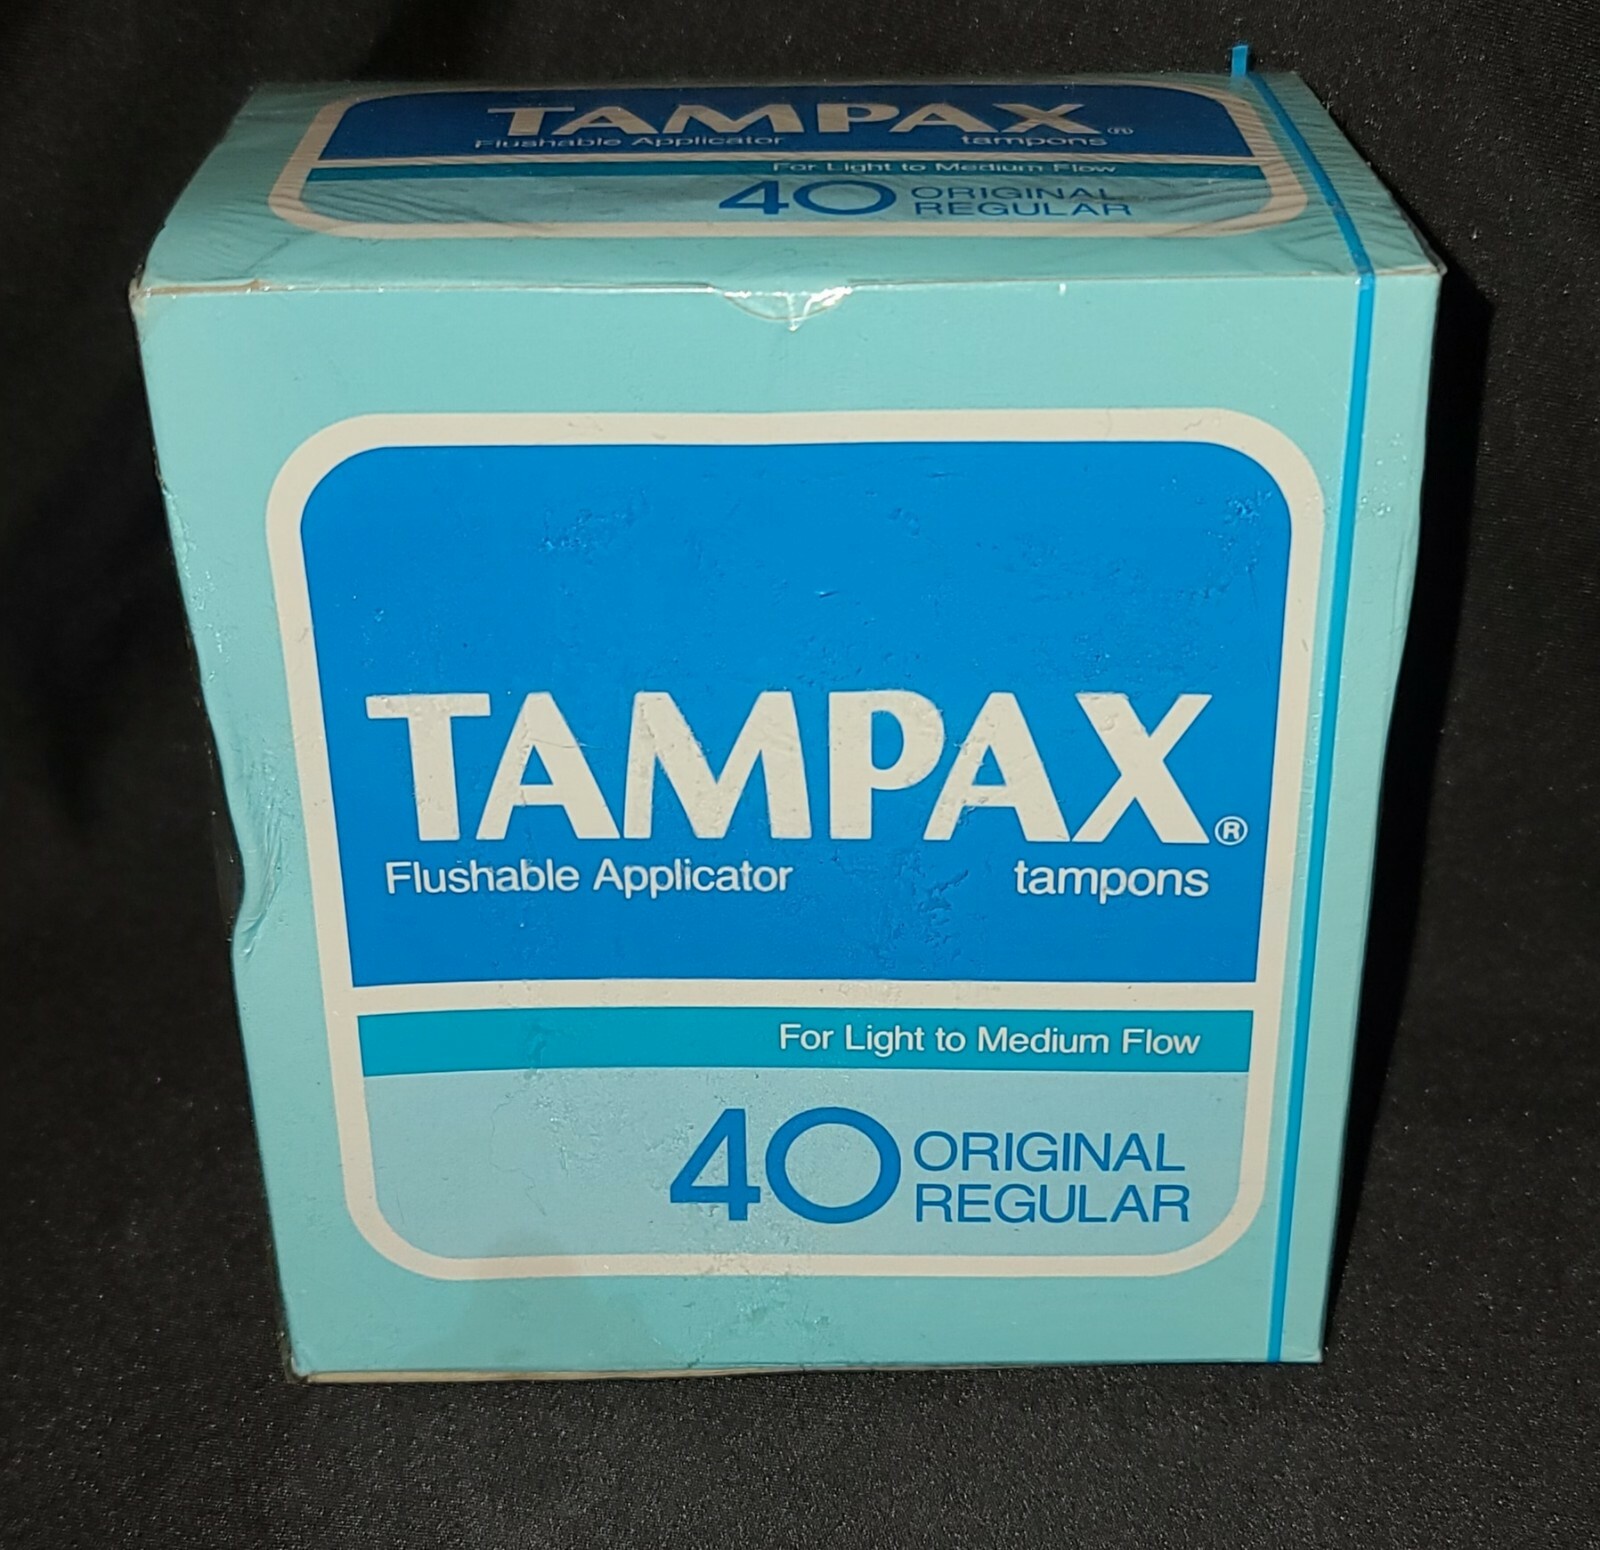 TAMPAX®
Flushable Applicator tampons
For Light to Medium Flow
40 ORIGINAL
REGULAR
TAMPAX®
Flushable Applicator tampons
For Light to Medium Flow
40 ORIGINAL
REGULAR